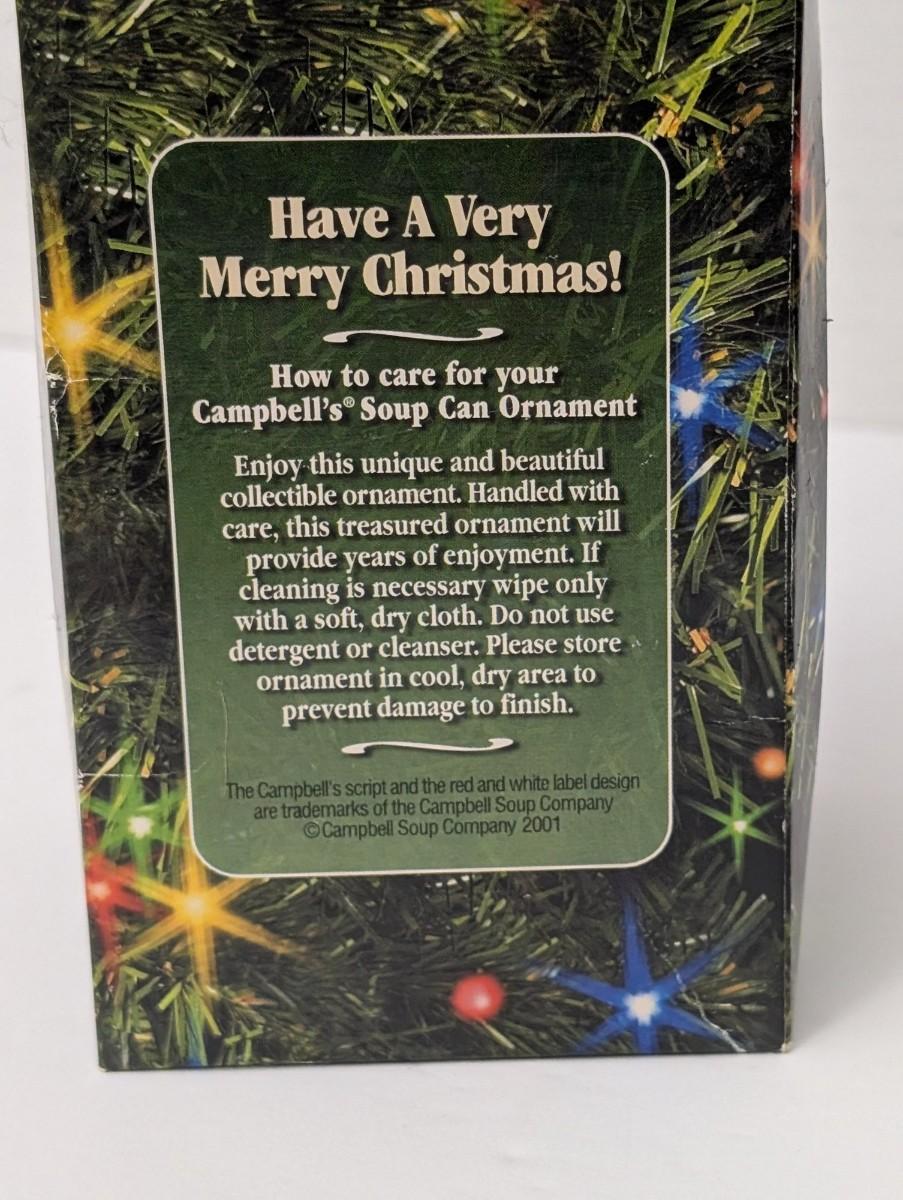 Have A Very
Merry Christmas!
How to care for your
Campbell's® Soup Can Ornament
Enjoy this unique and beautiful
collectible ornament. Handled with
care, this treasured ornament will
provide years of enjoyment. If
cleaning is necessary wipe only
with a soft, dry cloth. Do not use
detergent or cleanser. Please store
ornament in cool, dry area to
prevent damage to finish.
The Campbell's script and the red and white label design
are trademarks of the Campbell Soup Company
©Campbell Soup Company 2001